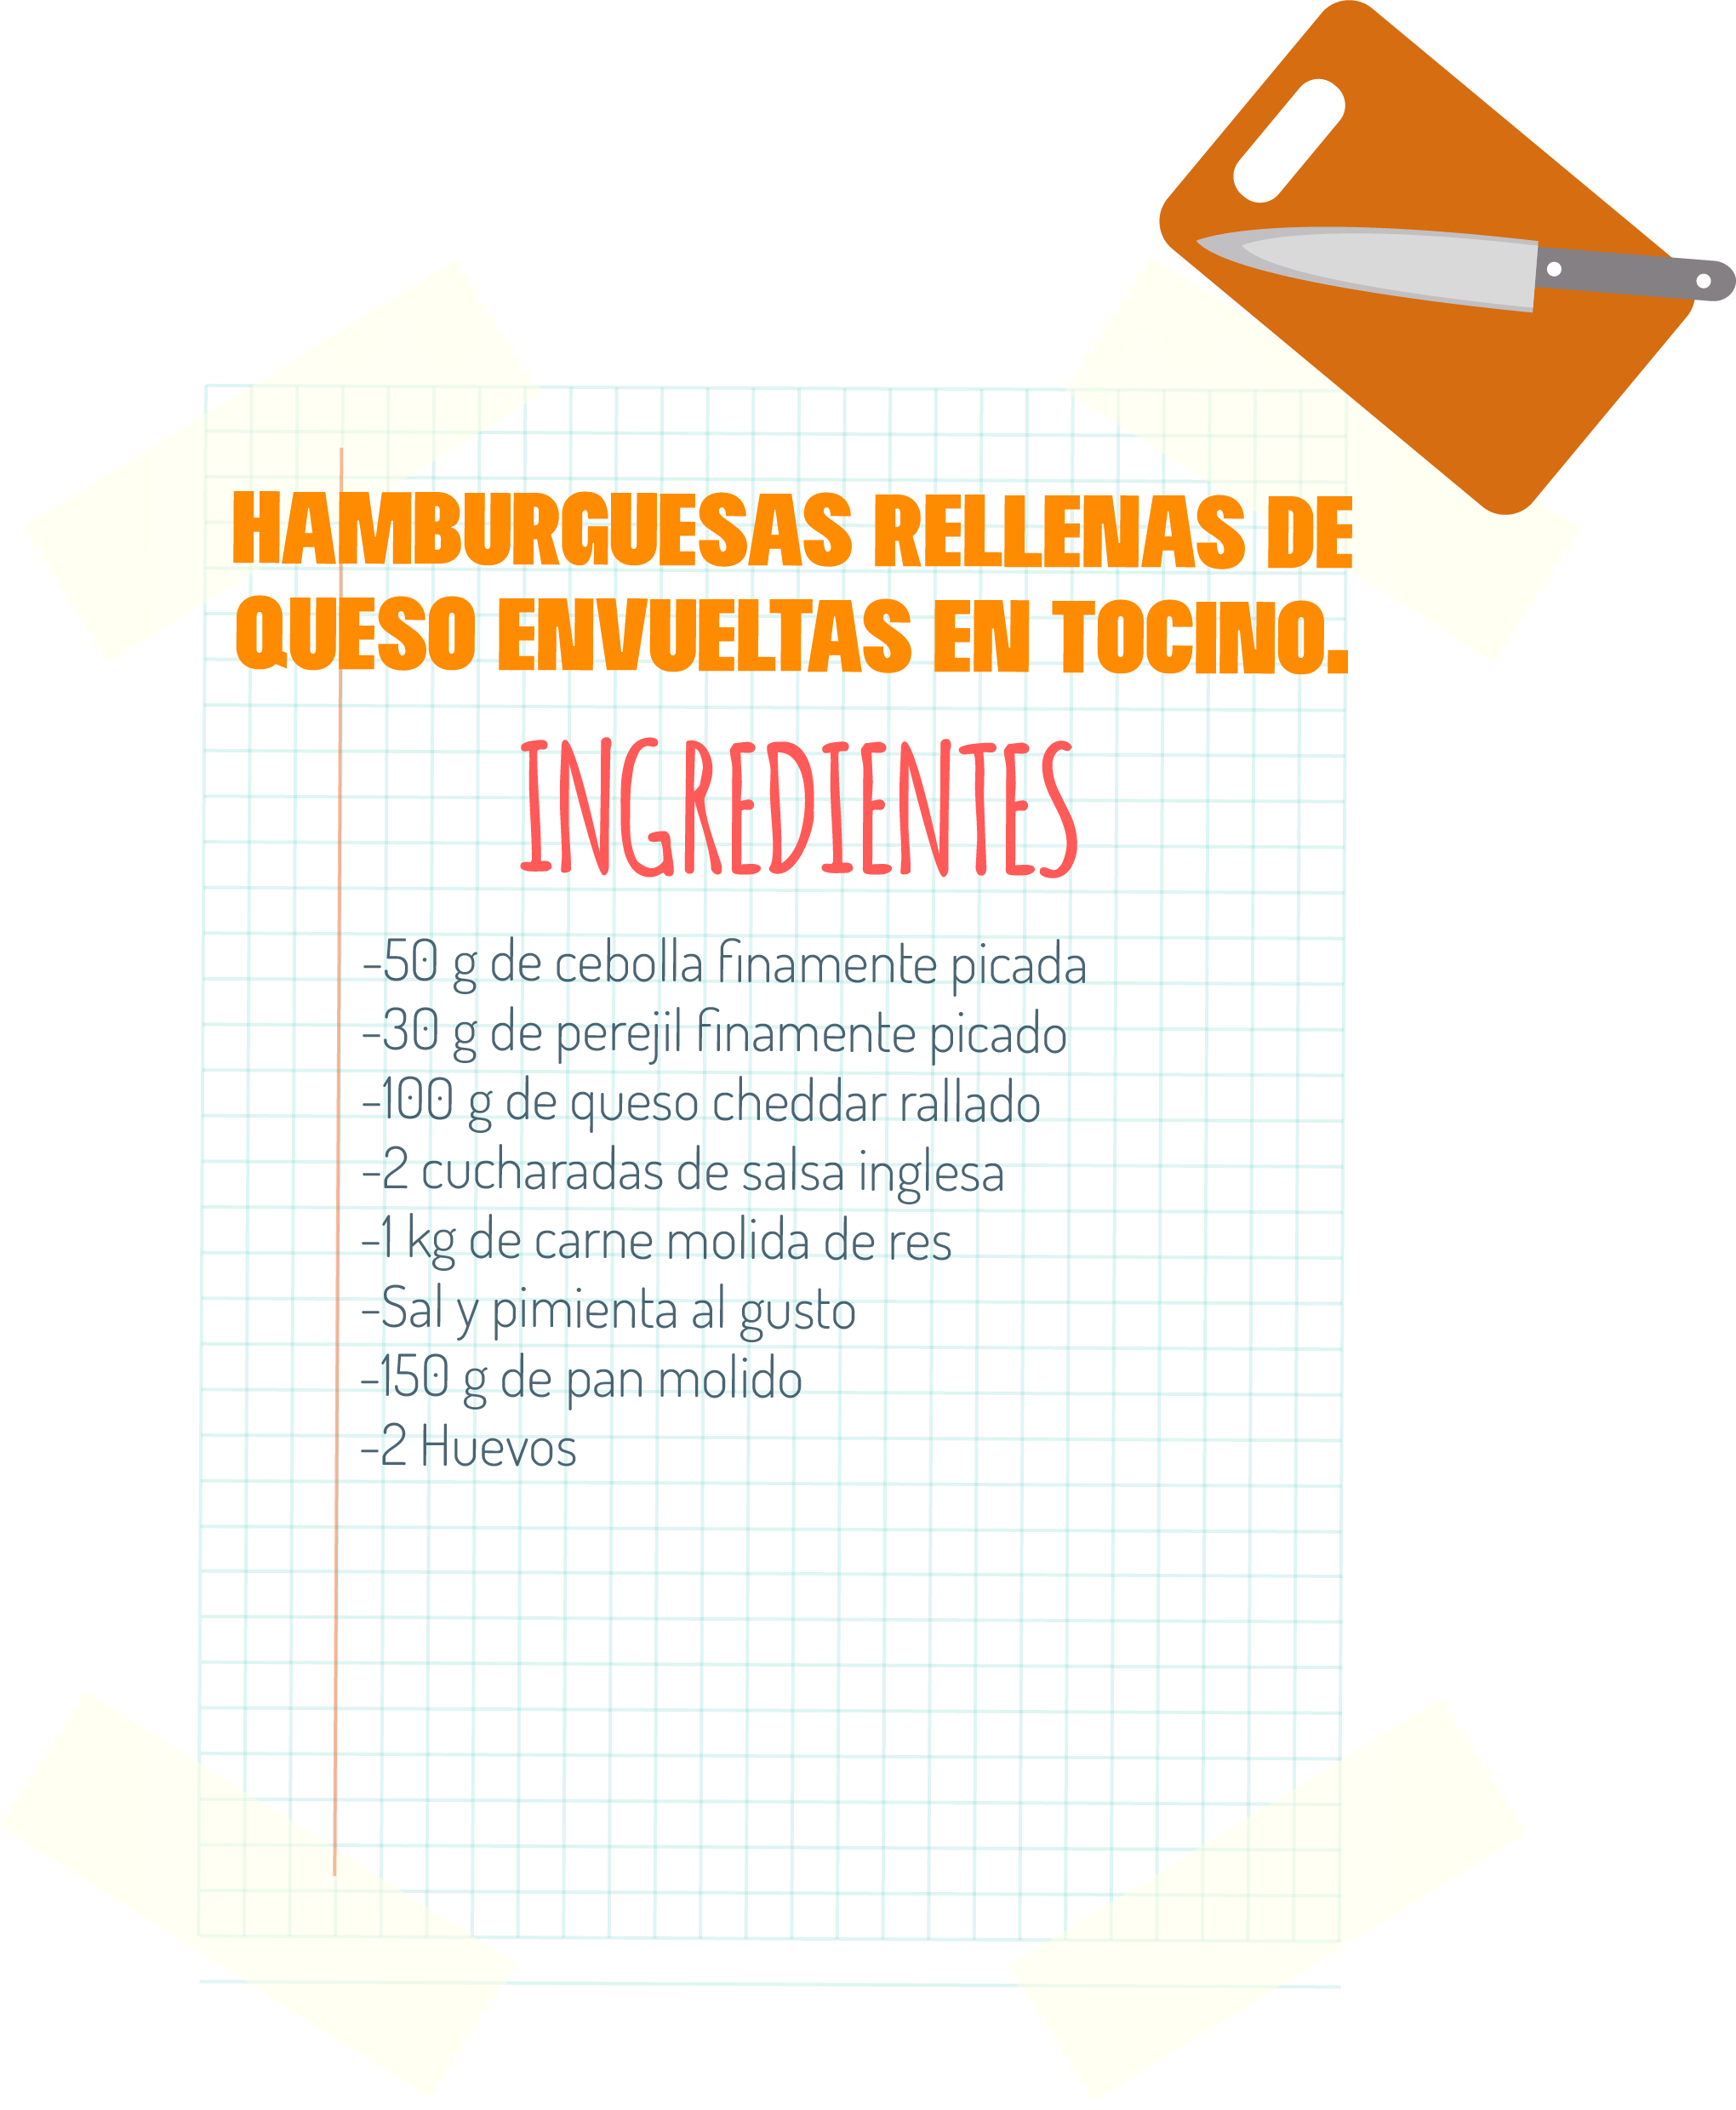 HAMBURGUESAS RELLENAS DE
QUESO ENVUELTAS EN TOCINO.
INGREDIENTES
-50 g de cebolla finamente picada
-30 g de perejil finamente picado
-100 g de queso cheddar rallado
-2 cucharadas de salsa inglesa
-1 kg de carne molida de res
-Sal y pimienta al gusto
-150 g de pan molido
-2 Huevos